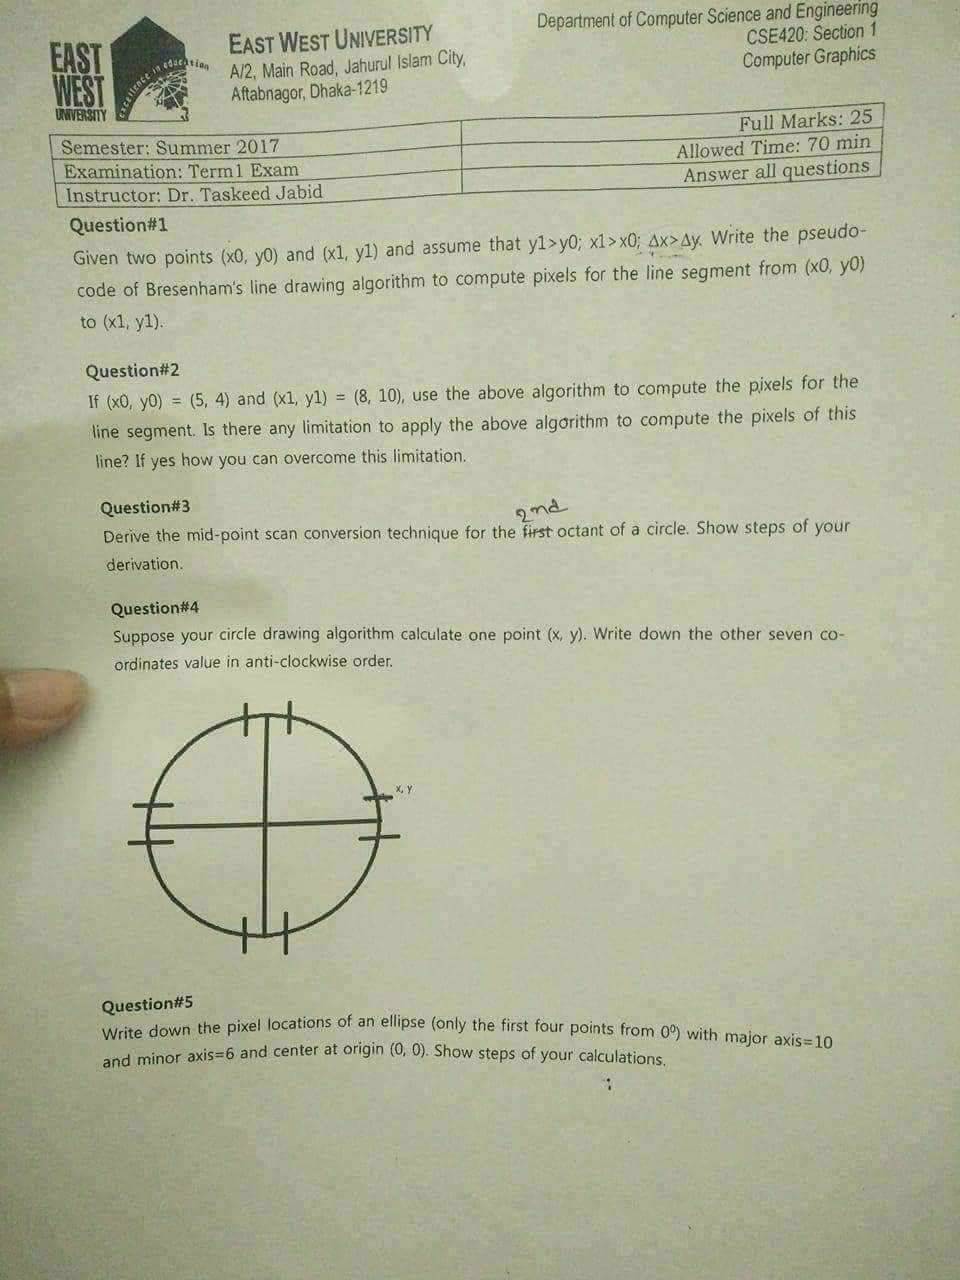 EAST
WEST
UNIVERSITY
excellence in education
EAST WEST UNIVERSITY
A/2, Main Road, Jahurul Islam City,
Aftabnagor, Dhaka-1219
Department of Computer Science and Engineering
CSE420: Section 1
Computer Graphics
Semester: Summer 2017
Full Marks: 25
Examination: Term1 Exam
Allowed Time: 70 min
Instructor: Dr. Taskeed Jabid
Answer all questions
Question#1
Given two points (x0, y0) and (x1, y1) and assume that y1>y0; x1>x0; Δx>Δy. Write the pseudo-
code of Bresenham's line drawing algorithm to compute pixels for the line segment from (x0, y0)
to (x1, y1).
Question#2
If (x0, y0) = (5, 4) and (x1, y1) = (8, 10), use the above algorithm to compute the pixels for the
line segment. Is there any limitation to apply the above algorithm to compute the pixels of this
line? If yes how you can overcome this limitation.
Question#3
2nd
Derive the mid-point scan conversion technique for the first octant of a circle. Show steps of your
derivation.
Question#4
Suppose your circle drawing algorithm calculate one point (x, y). Write down the other seven co-
ordinates value in anti-clockwise order.
x, y
Question#5
Write down the pixel locations of an ellipse (only the first four points from 0⁰) with major axis=10
and minor axis=6 and center at origin (0, 0). Show steps of your calculations.